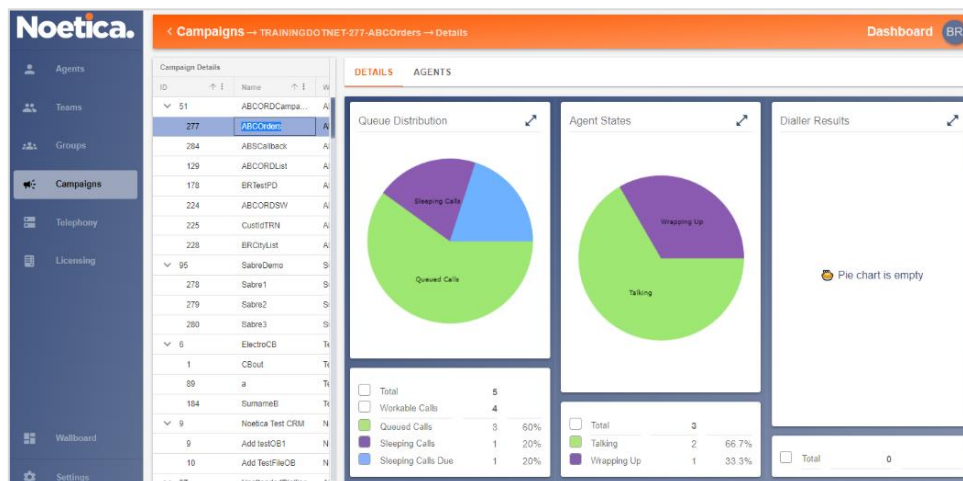 Noetica.
< Campaigns → TRAININGDOTNET-277-ABCOrders → Details
Dashboard BR
Agents
Teams
Groups
Campaigns
Telephony
Licensing
Wallboard
Settings
Campaign Details
ID Name W
51 ABCORDCampa... A
277 ABCOrders A
284 ABSCallback A
129 ABCORDList A
178 BRTestPD A
224 ABCORDSW A
225 CustIdTRN A
228 BRCityList A
95 SabreDemo S
278 Sabre1 S
279 Sabre2 S
280 Sabre3 S
6 ElectroCB Te
1 CBout Te
89 a Te
184 SurnameB Te
9 Noetica Test CRM N
9 Add testOB1 N
10 Add TestFileOB N
DETAILS AGENTS
Queue Distribution
Sleeping Calls
Queued Calls
Total 5
Workable Calls 4
Queued Calls 3 60%
Sleeping Calls 1 20%
Sleeping Calls Due 1 20%
Agent States
Wrapping Up
Talking
Total 3
Talking 2 66.7%
Wrapping Up 1 33.3%
Dialler Results
Pie chart is empty
Total 0